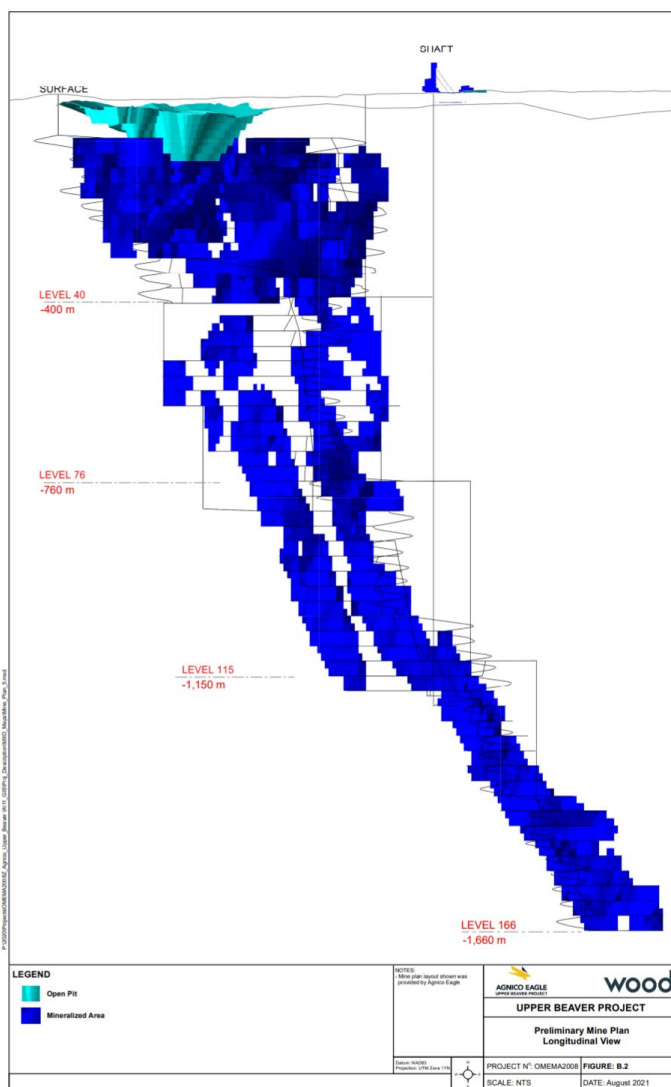 SHAFT
SURFACE
LEVEL 40
-400 m
LEVEL 76
-760 m
LEVEL 115
-1,150 m
LEVEL 166
-1,660 m
LEGEND
Open Pit
Mineralized Area
NOTES:
- Mine plan layout shown was
provided by Agnico Eagle
Datum: NAD83
Projection: UTM Zone 17N
AGNICO EAGLE
UPPER BEAVER PROJECT
wood
UPPER BEAVER PROJECT
Preliminary Mine Plan
Longitudinal View
PROJECT N°: OMEMA2008
FIGURE: B.2
SCALE: NTS
DATE: August 2021